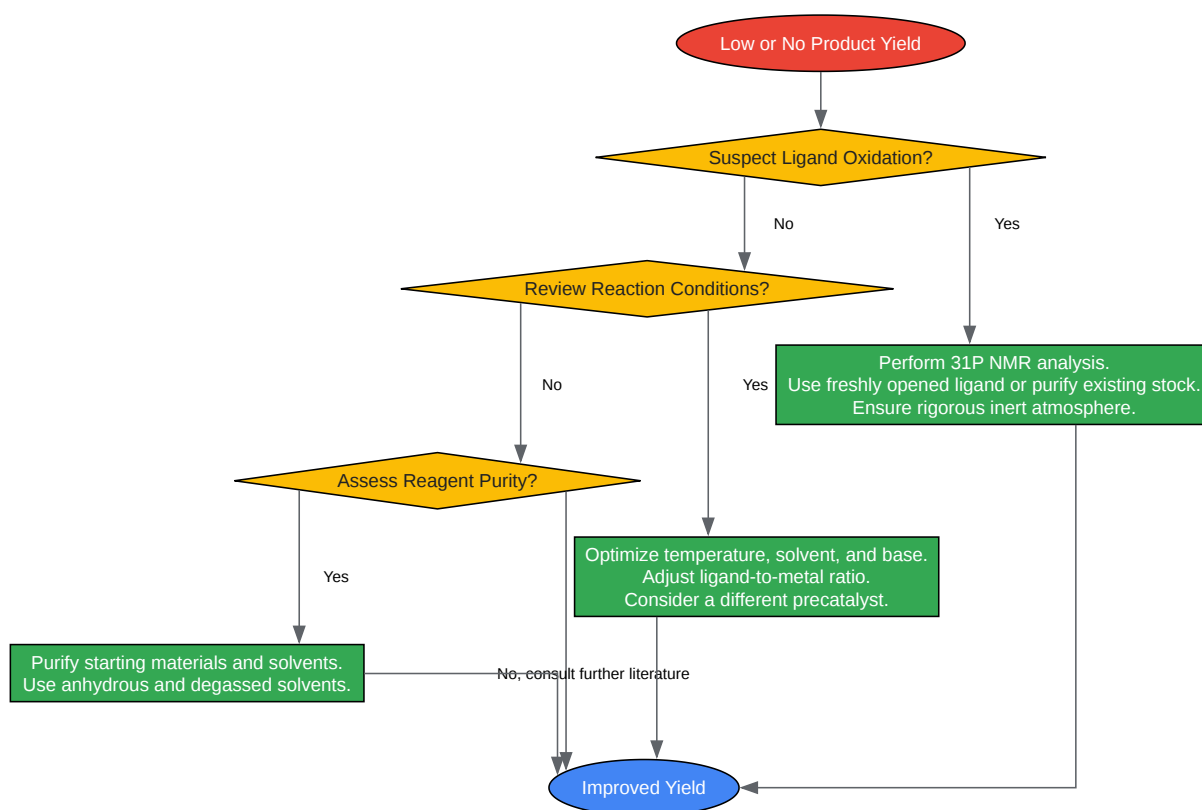 Low or No Product Yield
Suspect Ligand Oxidation?
No
Yes
Review Reaction Conditions?
No
Yes
Perform 31P NMR analysis.
Use freshly opened ligand or purify existing stock.
Ensure rigorous inert atmosphere.
Assess Reagent Purity?
Yes
Optimize temperature, solvent, and base.
Adjust ligand-to-metal ratio.
Consider a different precatalyst.
Purify starting materials and solvents.
Use anhydrous and degassed solvents.
No, consult further literature
Improved Yield